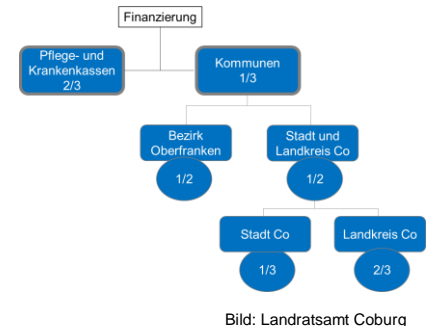 Finanzierung
Pflege- und
Krankenkassen
2/3
Kommunen
1/3
Bezirk
Oberfranken
1/2
Stadt und
Landkreis Co
1/2
Stadt Co
1/3
Landkreis Co
2/3
Bild: Landratsamt Coburg